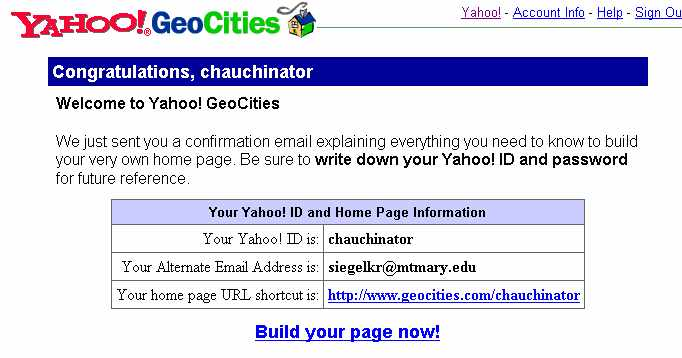 YAHOO! GeoCities
Yahoo! - Account Info - Help - Sign Ou
Congratulations, chauchinator
Welcome to Yahoo! GeoCities
We just sent you a confirmation email explaining everything you need to know to build
your very own home page. Be sure to write down your Yahoo! ID and password
for future reference.
Your Yahoo! ID and Home Page Information
Your Yahoo! ID is: chauchinator
Your Alternate Email Address is: siegelkr@mtmary.edu
Your home page URL shortcut is: http://www.geocities.com/chauchinator
Build your page now!